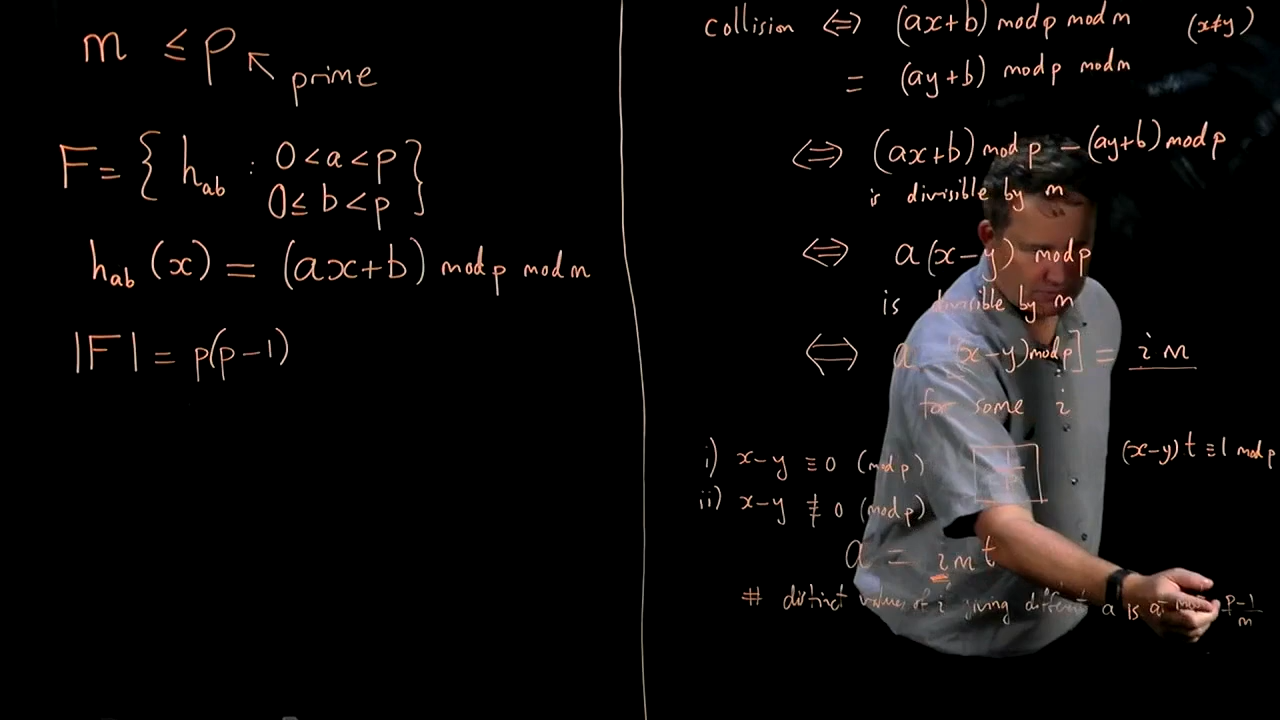 m ≤ p
prime
F = { h_ab : 0 < a < p
0 ≤ b < p }
h_ab (x) = (ax+b) mod p mod m
|F| = p(p-1)
collision ⟺ (ax+b) mod p mod m (x≠y)
= (ay+b) mod p mod m
⟺ (ax+b) mod p - (ay+b) mod p
is divisible by m
⟺ a(x-y) mod p
is divisible by m
⟺ a [(x-y) mod p] = i m
for some i
i) x-y ≡ 0 (mod p)
(x-y) t ≡ 1 mod p
ii) x-y ≢ 0 (mod p)
a = i m t
# distinct values of i giving different a is at p-1/m